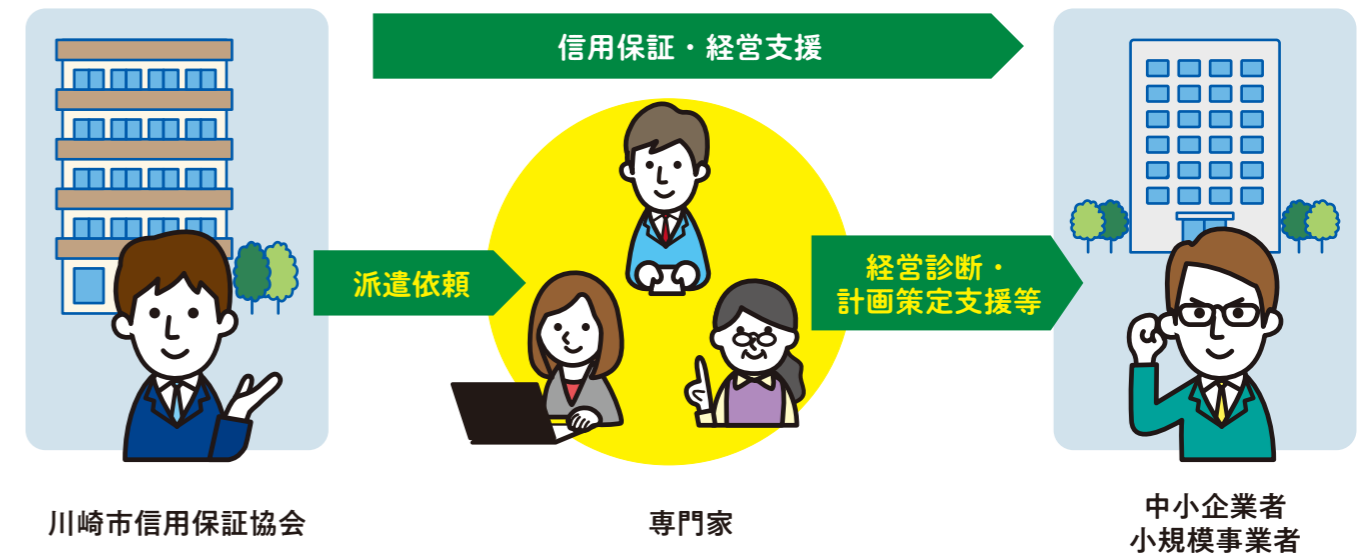 信用保証・経営支援
派遣依頼
経営診断・
計画策定支援等
川崎市信用保証協会
専門家
中小企業者
小規模事業者